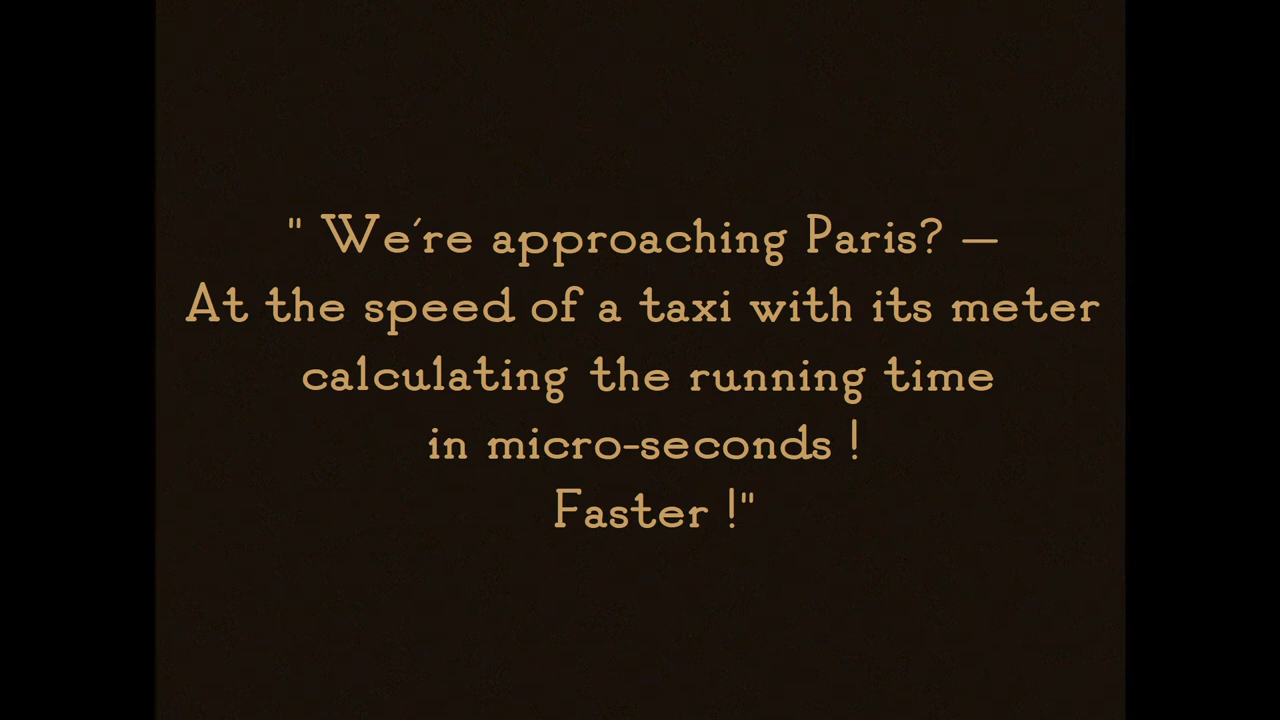 " We're approaching Paris? —
At the speed of a taxi with its meter
calculating the running time
in micro-seconds !
Faster !"